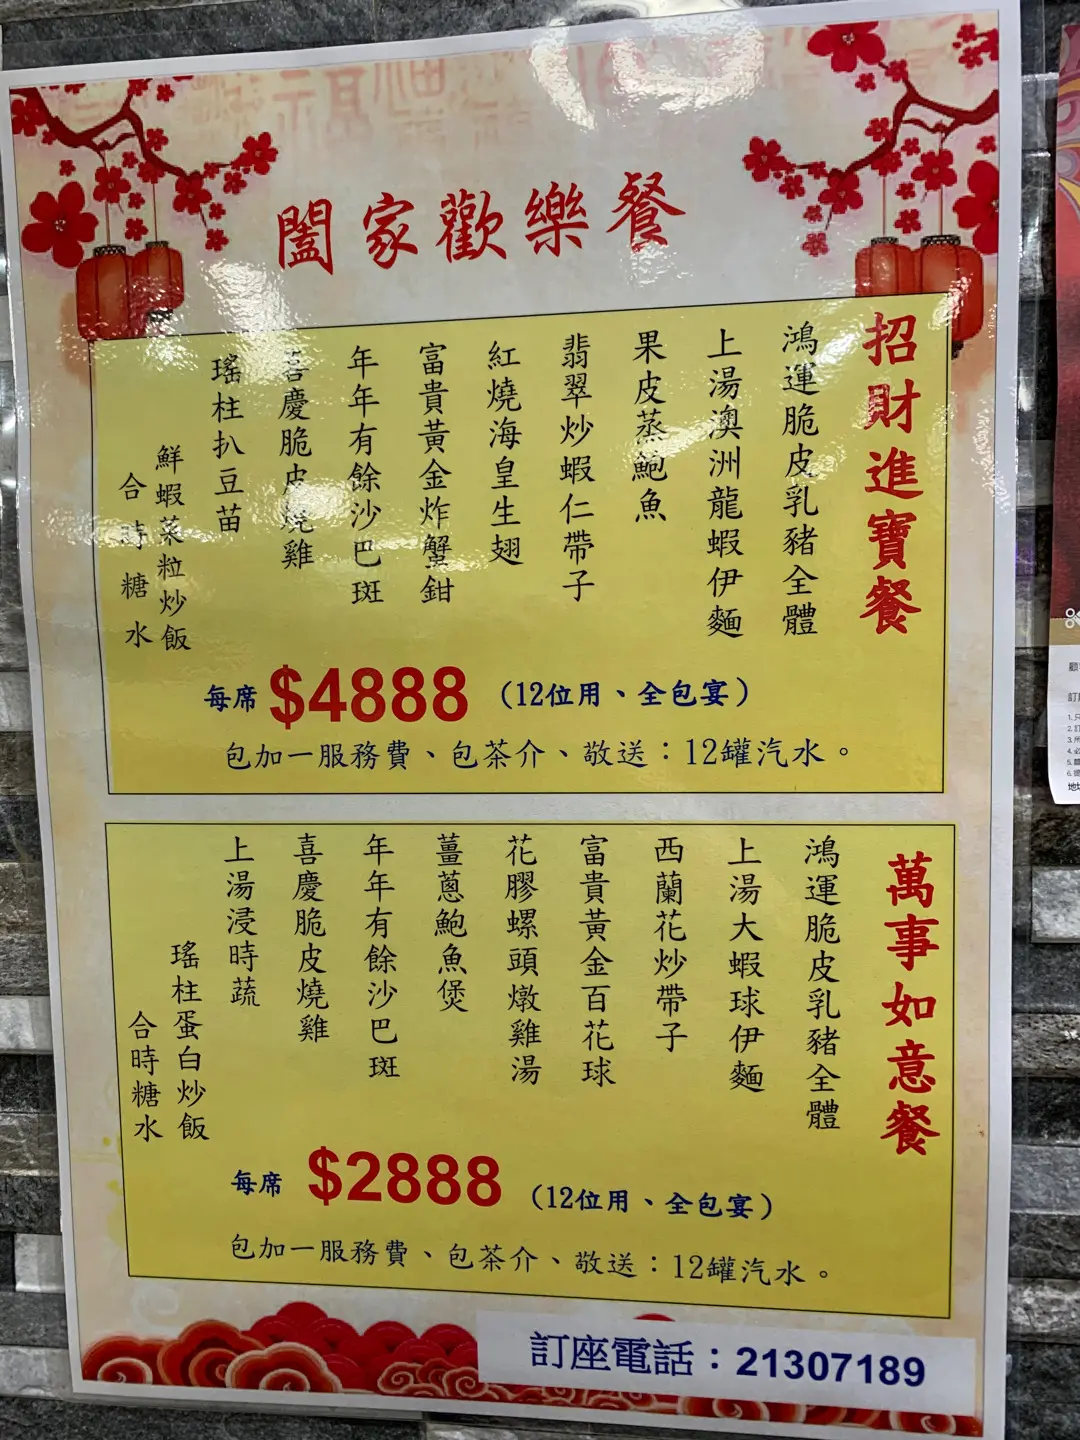 闔家歡樂餐
招財進寶餐
鴻運脆皮乳豬全體
上湯澳洲龍蝦伊麵
果皮蒸鮑魚
翡翠炒蝦仁帶子
紅燒海皇生翅
富貴黃金炸蟹鉗
年年有餘沙巴斑
喜慶脆皮燒雞
瑤柱扒豆苗
鮮蝦菜粒炒飯
合時糖水
每席 $4888 (12位用、全包宴)
包加一服務費、包茶介、敬送：12罐汽水。
萬事如意餐
鴻運脆皮乳豬全體
上湯大蝦球伊麵
西蘭花炒帶子
富貴黃金百花球
花膠螺頭燉雞湯
薑蔥鮑魚煲
年年有餘沙巴斑
喜慶脆皮燒雞
上湯浸時蔬
瑤柱蛋白炒飯
合時糖水
每席 $2888 (12位用、全包宴)
包加一服務費、包茶介、敬送：12罐汽水。
訂座電話：21307189